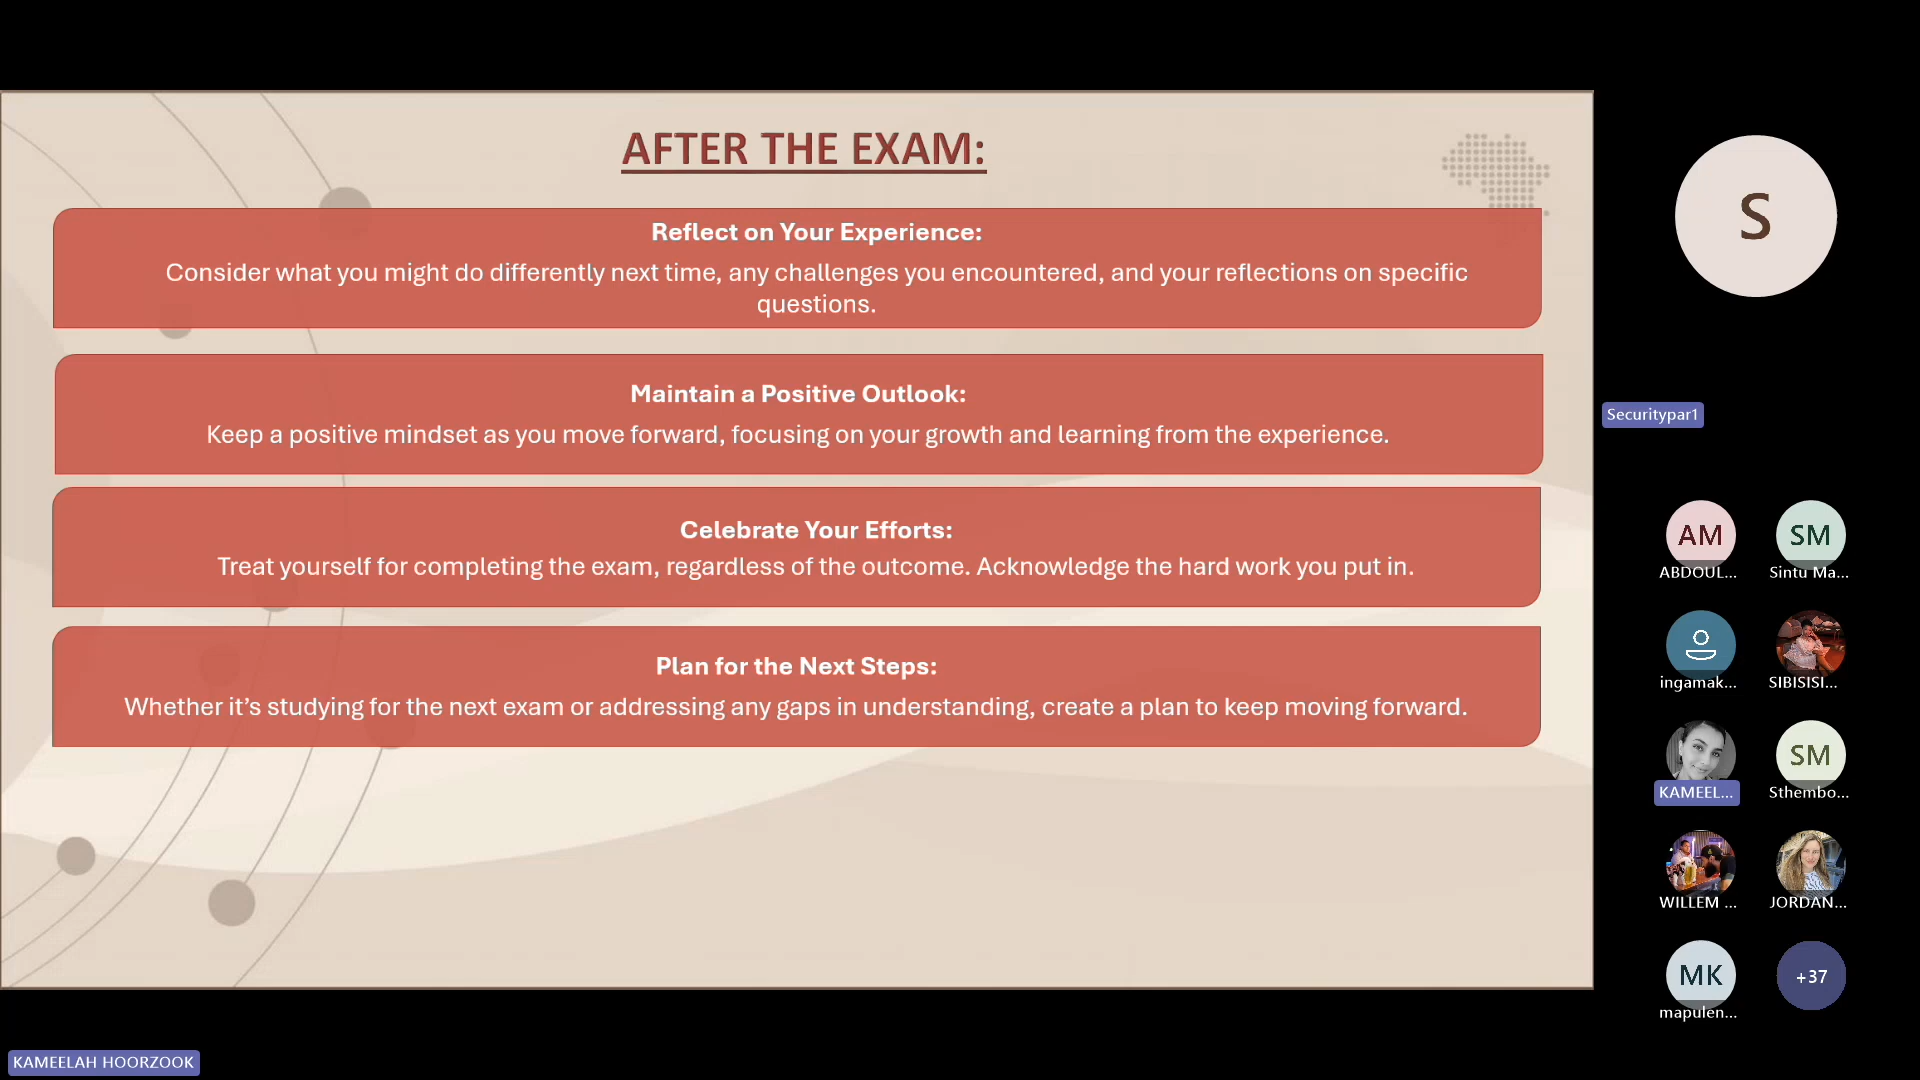 AFTER THE EXAM:
Reflect on Your Experience:
Consider what you might do differently next time, any challenges you encountered, and your reflections on specific
questions.
Maintain a Positive Outlook:
Keep a positive mindset as you move forward, focusing on your growth and learning from the experience.
Celebrate Your Efforts:
Treat yourself for completing the exam, regardless of the outcome. Acknowledge the hard work you put in.
Plan for the Next Steps:
Whether it’s studying for the next exam or addressing any gaps in understanding, create a plan to keep moving forward.
S
Securitypar1
AM SM
ABDOUL... Sintu Ma...
ingamak... SIBISISI...
SM
KAMEEL... Sthembo...
WILLEM ... JORDAN...
MK +37
mapulen...
KAMEELAH HOORZOOK